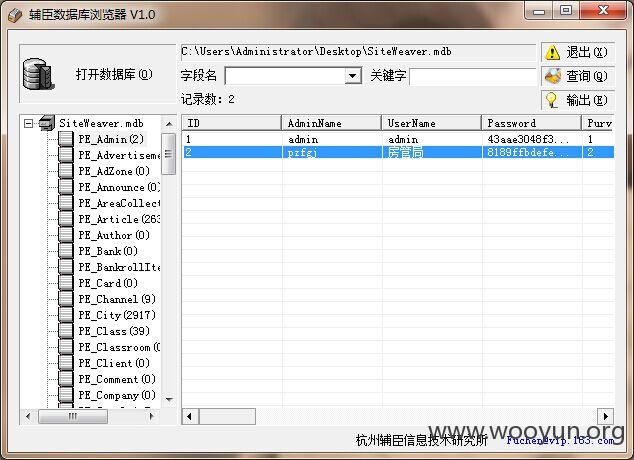 辅臣数据库浏览器 V1.0
打开数据库(O)
C:\Users\Administrator\Desktop\SiteWeaver.mdb
字段名 关键字
记录数：2
退出(X)
查询(Q)
输出(E)
SiteWeaver.mdb
PE_Admin(2)
PE_Advertiseme
PE_AdZone(0)
PE_Announce(0)
PE_AreaCollect
PE_Article(263
PE_Author(0)
PE_Bank(0)
PE_BankrollIte
PE_Card(0)
PE_Channel(9)
PE_City(2917)
PE_Class(39)
PE_Classroom(0
PE_Client(0)
PE_Comment(0)
PE_Company(0)
ID AdminName UserName Password Purv
1 admin admin 43aae3048f3... 1
2 pzfgj 房管局 8189ffbdefe... 2
www.wooyun.org
杭州辅臣信息技术研究所 Fuchen@vip.163.com